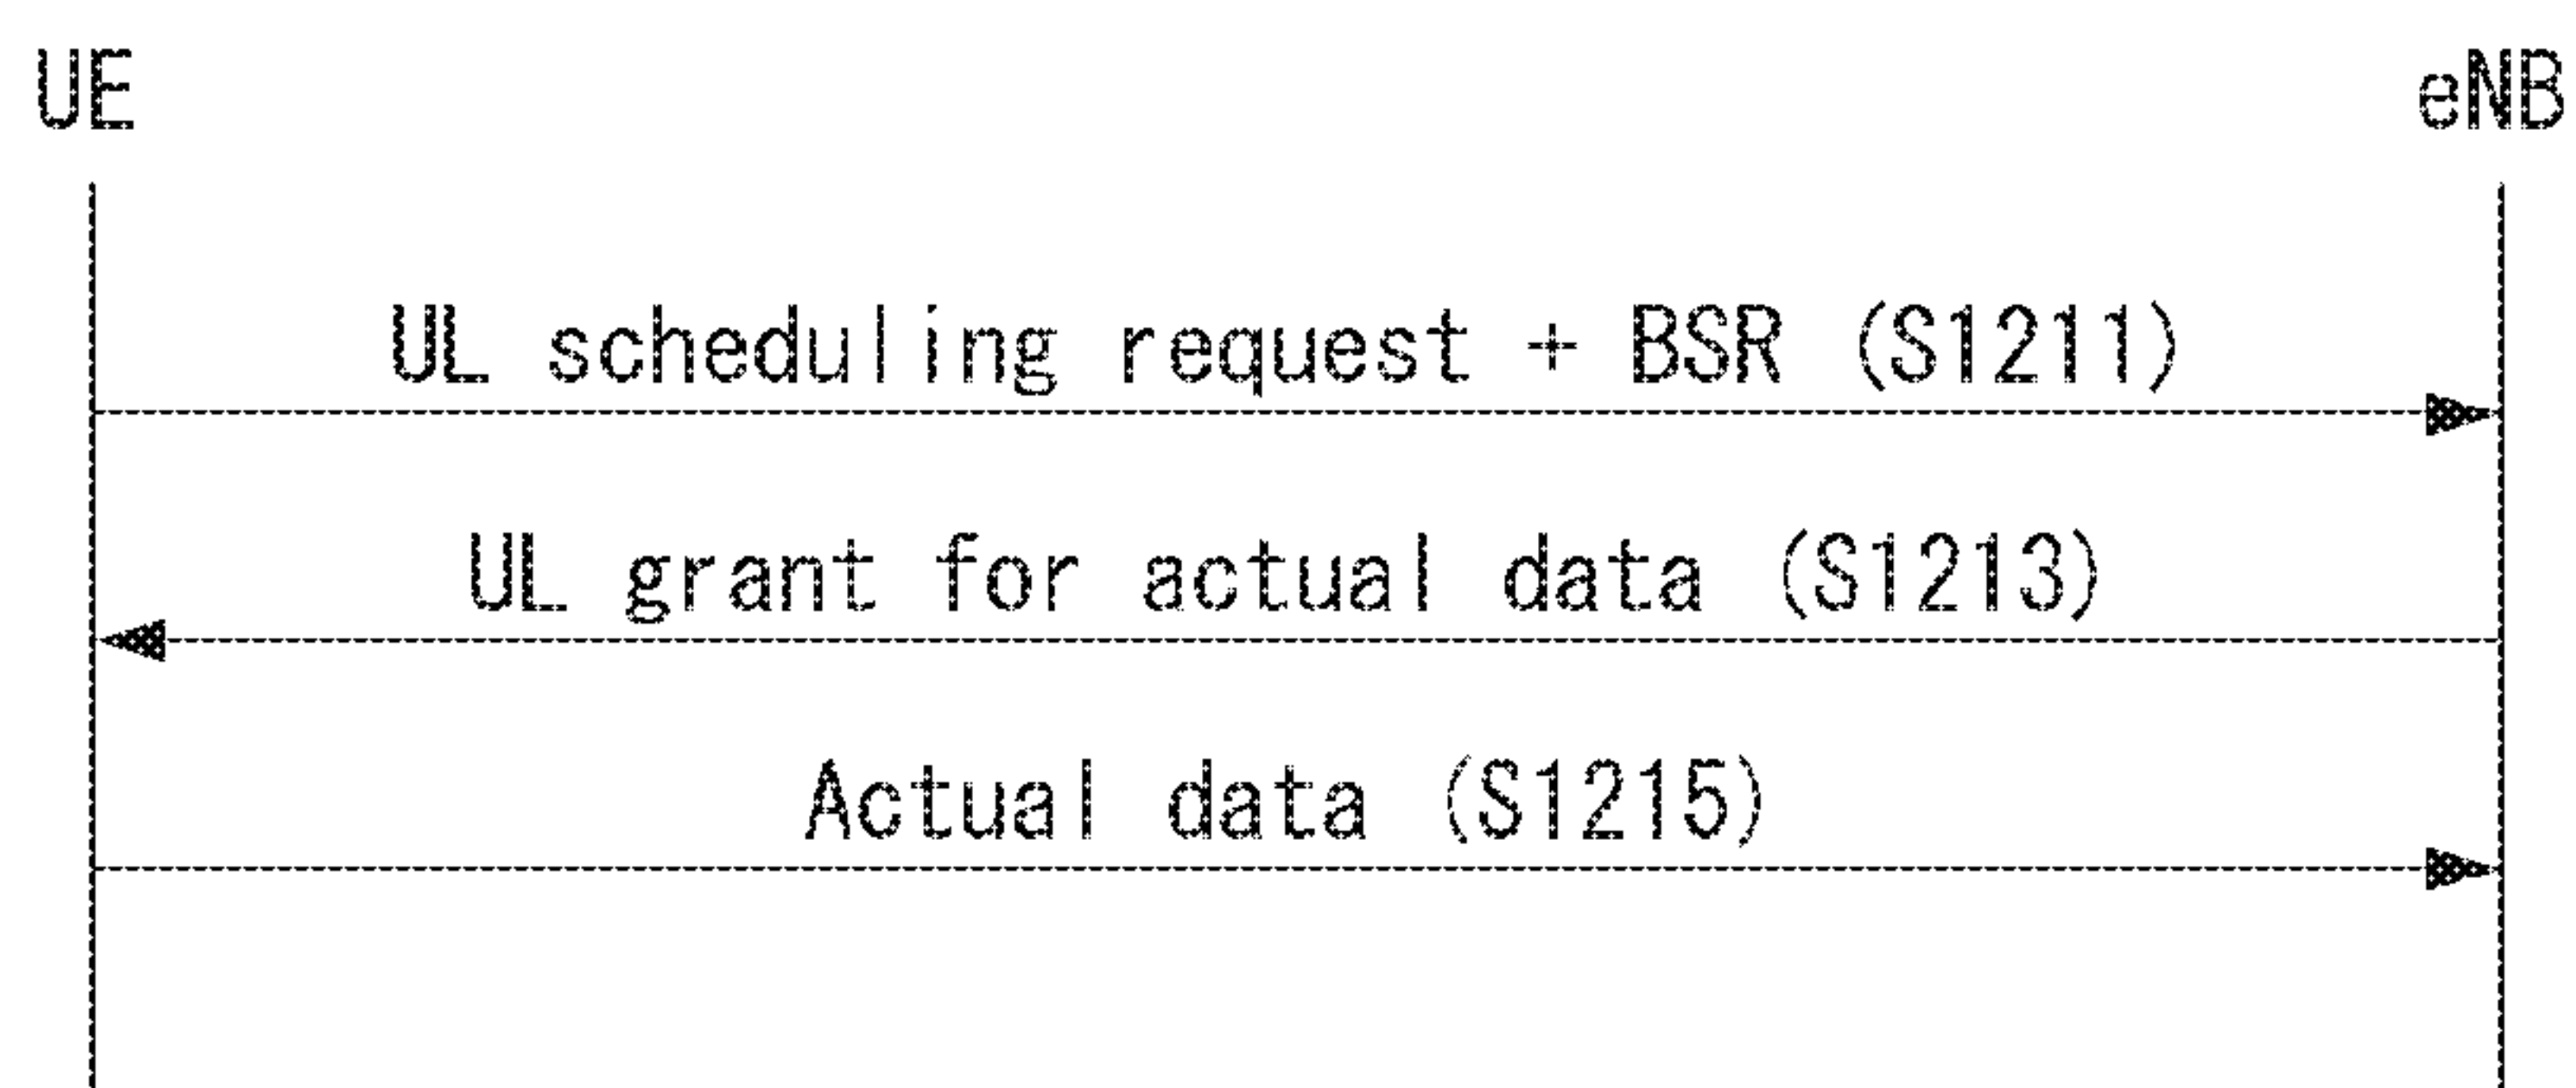 UE eNB
UL scheduling request + BSR (S1211)
UL grant for actual data (S1213)
Actual data (S1215)